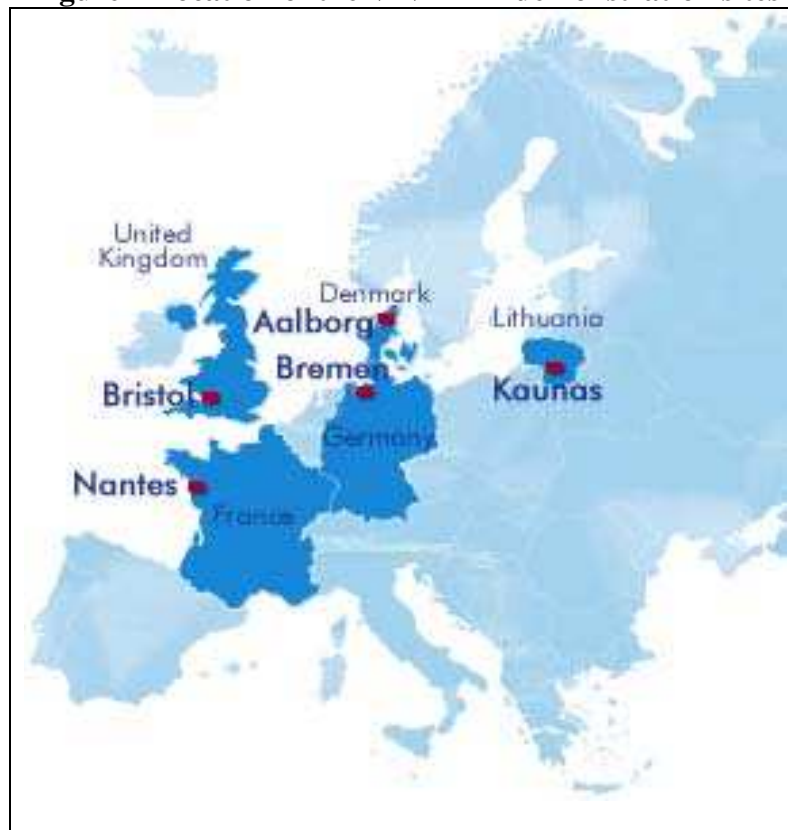 United
Kingdom
Denmark
Aalborg
Lithuania
Bremen
Bristol
Kaunas
Germany
Nantes
France